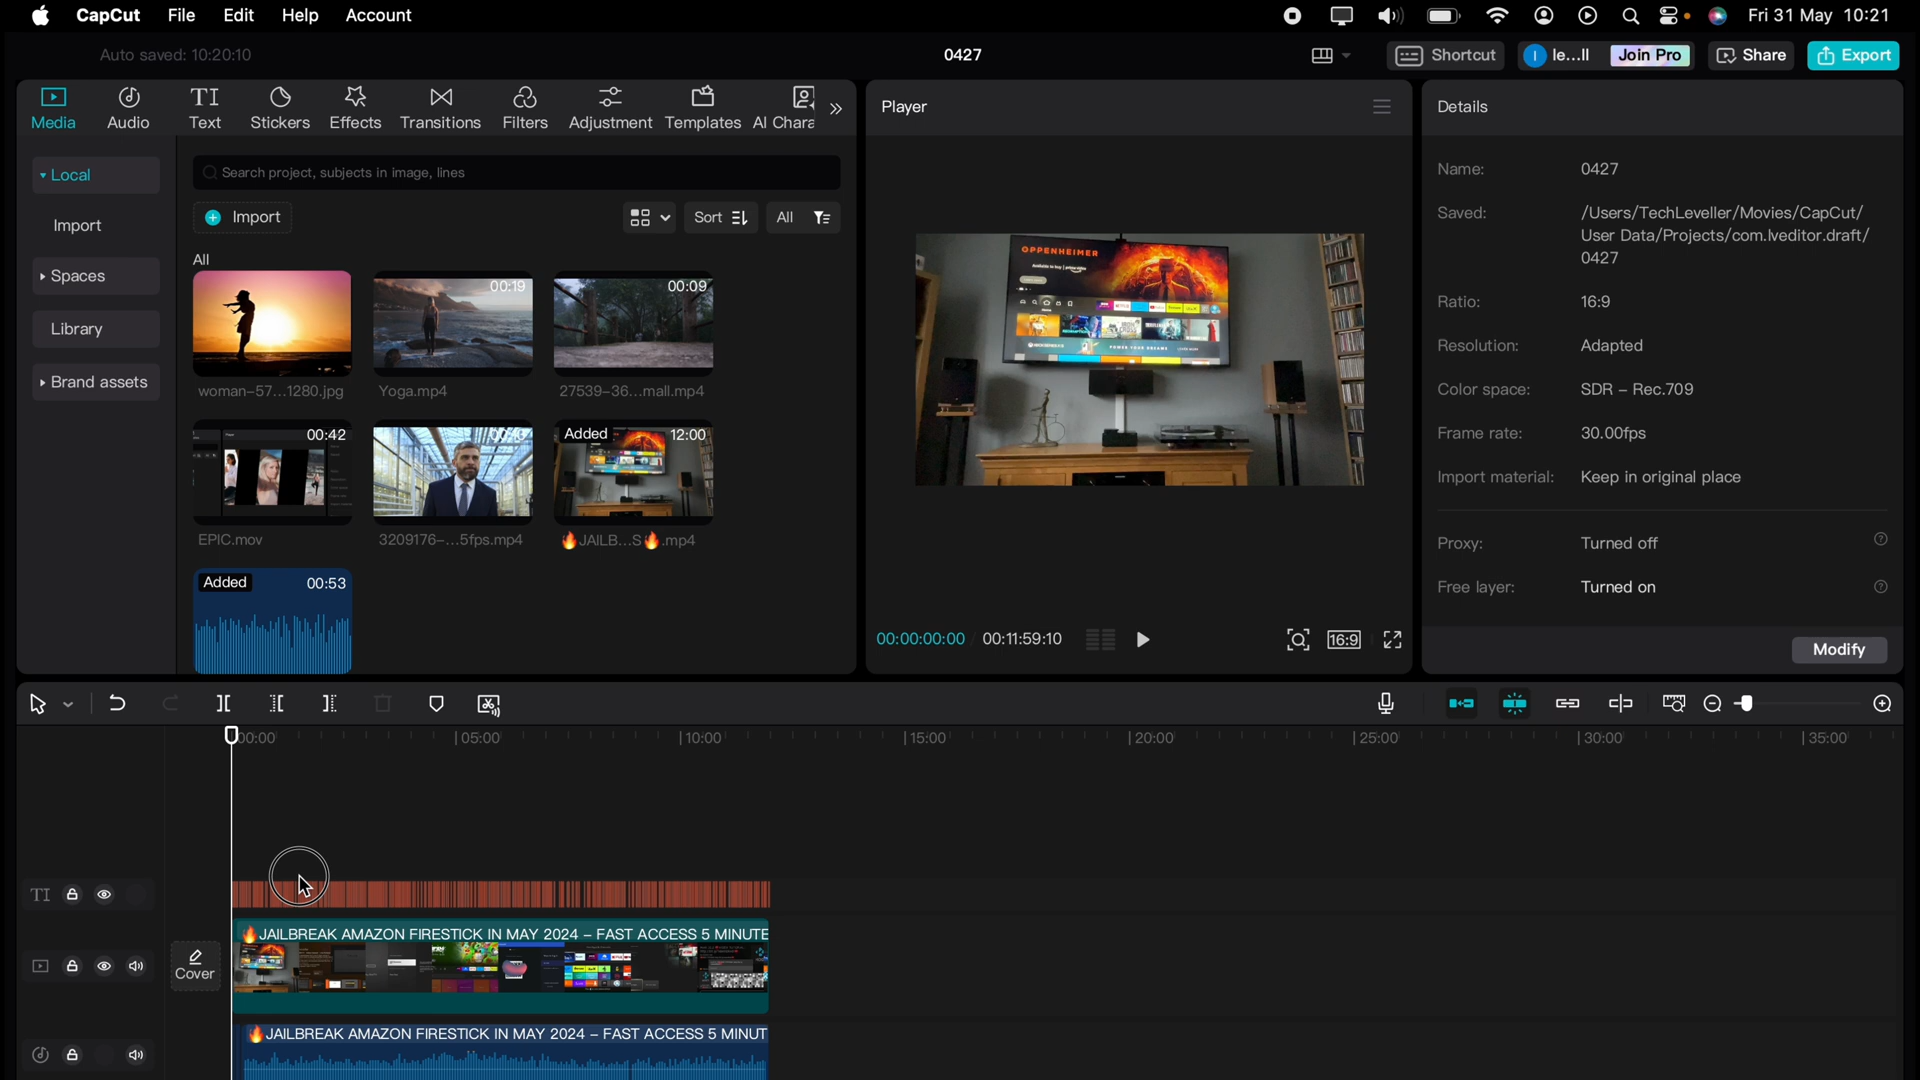 CapCut File Edit Help Account Fri 31 May 10:21
Auto saved: 10:20:10 0427 Shortcut I le...ll Join Pro Share Export
Media Audio TI Text Stickers Effects Transitions Filters Adjustment Templates AI Chara
Player
Details
Local
Import
Spaces
Library
Brand assets
Search project, subjects in image, lines
Import Sort All
All
00:19 00:09
woman-57...1280.jpg Yoga.mp4 27539-36...mall.mp4
00:42 Added 12:00
EPIC.mov 3209176-...5fps.mp4 🔥JAILB...S🔥.mp4
Added 00:53
OPPENHEIMER
00:00:00:00 00:11:59:10 16:9
Name: 0427
Saved: /Users/TechLeveller/Movies/CapCut/
User Data/Projects/com.lveditor.draft/
0427
Ratio: 16:9
Resolution: Adapted
Color space: SDR – Rec.709
Frame rate: 30.00fps
Import material: Keep in original place
Proxy: Turned off
Free layer: Turned on
Modify
00:00 05:00 10:00 15:00 20:00 25:00 30:00 35:00
TI
🔥JAILBREAK AMAZON FIRESTICK IN MAY 2024 – FAST ACCESS 5 MINUTE
Cover
🔥JAILBREAK AMAZON FIRESTICK IN MAY 2024 – FAST ACCESS 5 MINUT